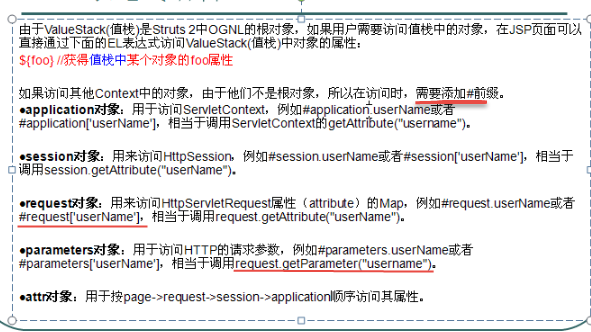 由于ValueStack(值栈)是Struts 2中OGNL的根对象，如果用户需要访问值栈中的对象，在JSP页面可以
直接通过下面的EL表达式访问ValueStack(值栈)中对象的属性：
${foo} //获得值栈中某个对象的foo属性
如果访问其他Context中的对象，由于他们不是根对象，所以在访问时，需要添加#前缀。
●application对象：用于访问ServletContext，例如#application.userName或者
#application['userName']，相当于调用ServletContext的getAttribute("username")。
●session对象：用来访问HttpSession，例如#session.userName或者#session['userName']，相当于
调用session.getAttribute("userName")。
●request对象：用来访问HttpServletRequest属性（attribute）的Map，例如#request.userName或者
#request['userName']，相当于调用request.getAttribute("userName")。
●parameters对象：用于访问HTTP的请求参数，例如#parameters.userName或者
#parameters['userName']，相当于调用request.getParameter("username")。
●attr对象：用于按page->request->session->application顺序访问其属性。